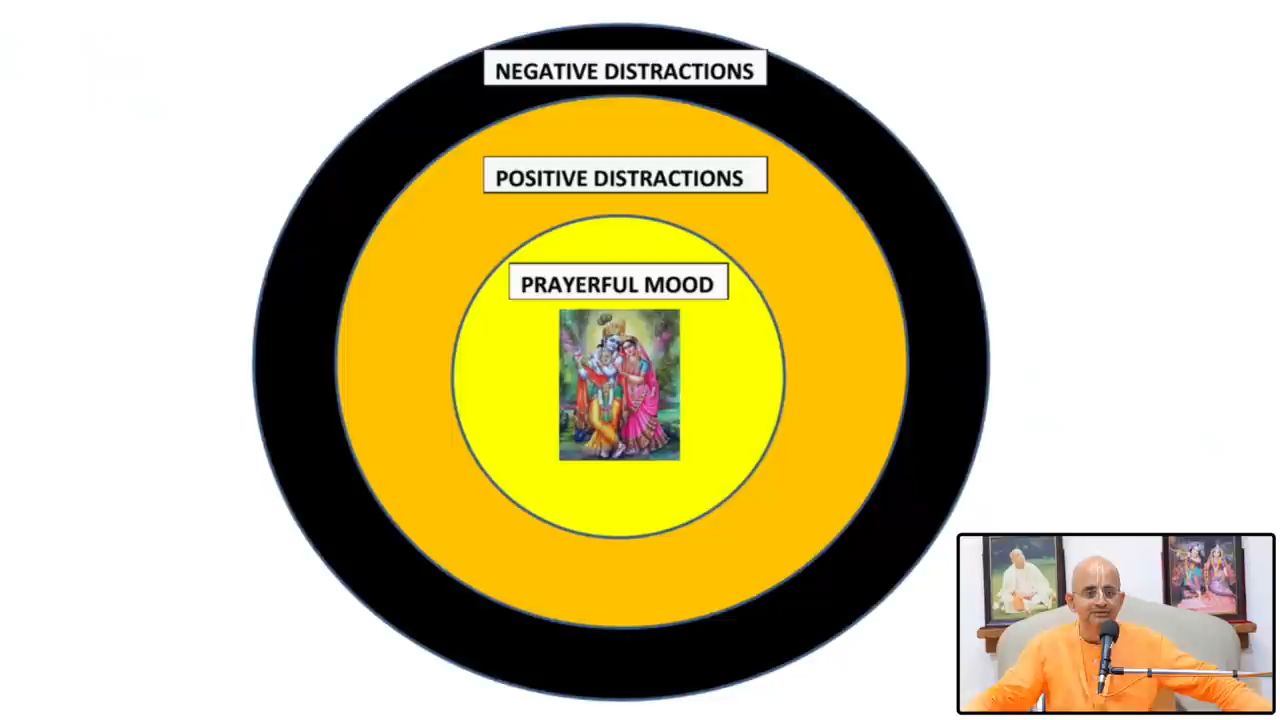 NEGATIVE DISTRACTIONS
POSITIVE DISTRACTIONS
PRAYERFUL MOOD